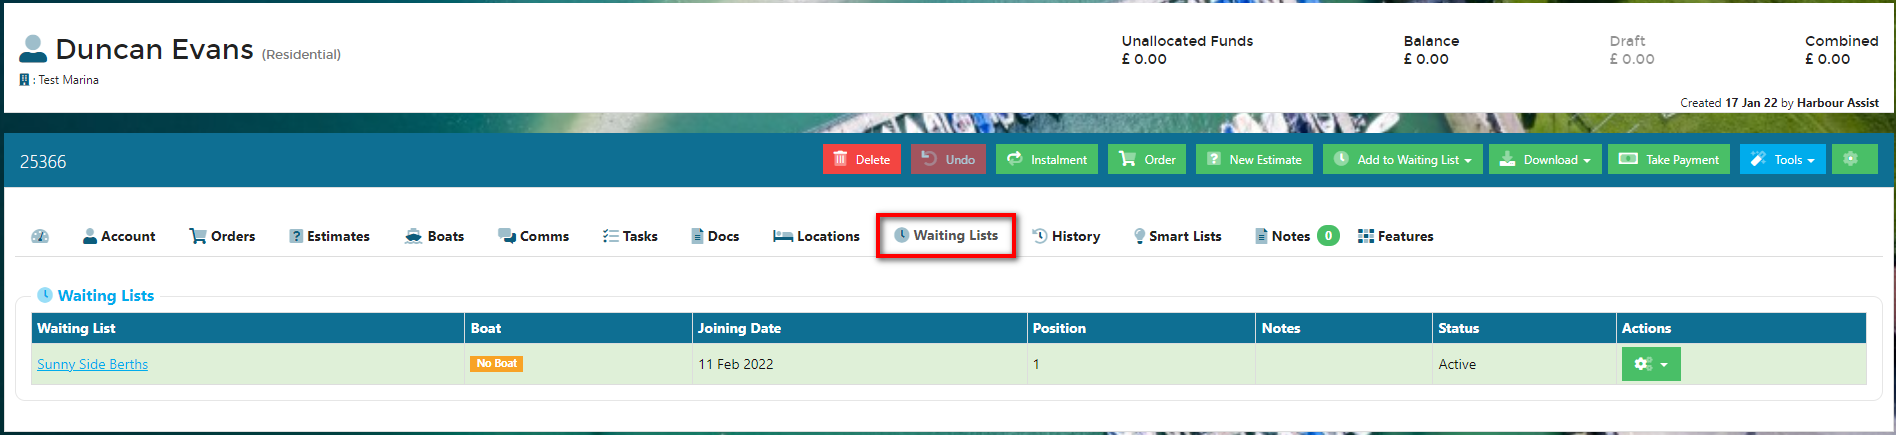 Duncan Evans (Residential)
: Test Marina
Unallocated Funds
£ 0.00
Balance
£ 0.00
Draft
£ 0.00
Combined
£ 0.00
Created 17 Jan 22 by Harbour Assist
25366
Delete
Undo
Instalment
Order
New Estimate
Add to Waiting List
Download
Take Payment
Tools
Account
Orders
Estimates
Boats
Comms
Tasks
Docs
Locations
Waiting Lists
History
Smart Lists
Notes 0
Features
Waiting Lists
Waiting List Boat Joining Date Position Notes Status Actions
Sunny Side Berths No Boat 11 Feb 2022 1 Active